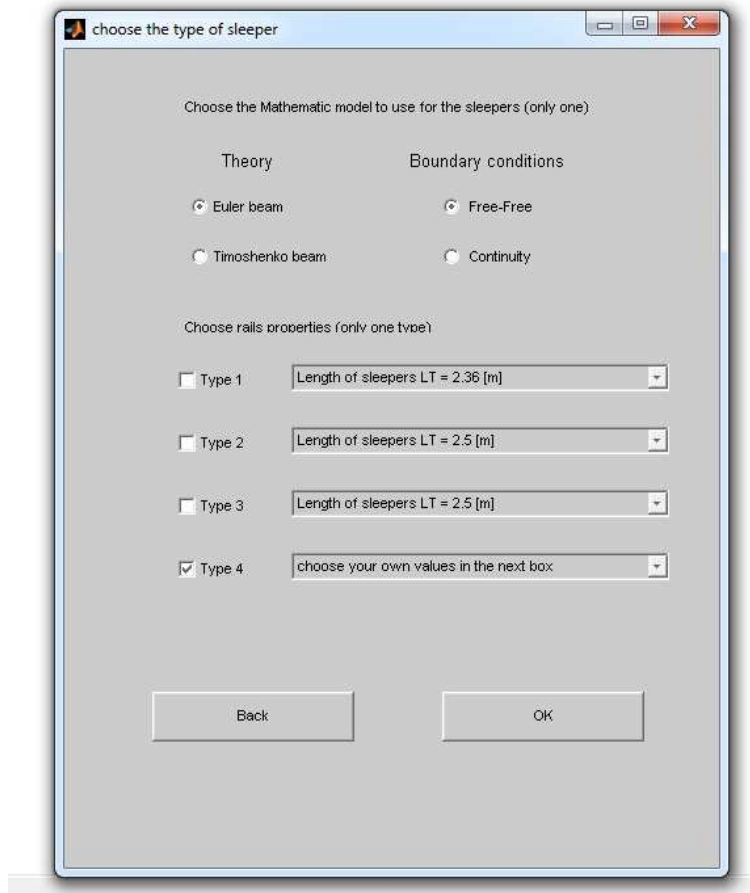 choose the type of sleeper
Choose the Mathematic model to use for the sleepers (only one)
Theory Boundary conditions
Euler beam Free-Free
Timoshenko beam Continuity
Choose rails properties (only one type)
Type 1 Length of sleepers LT = 2.36 [m]
Type 2 Length of sleepers LT = 2.5 [m]
Type 3 Length of sleepers LT = 2.5 [m]
Type 4 choose your own values in the next box
Back OK